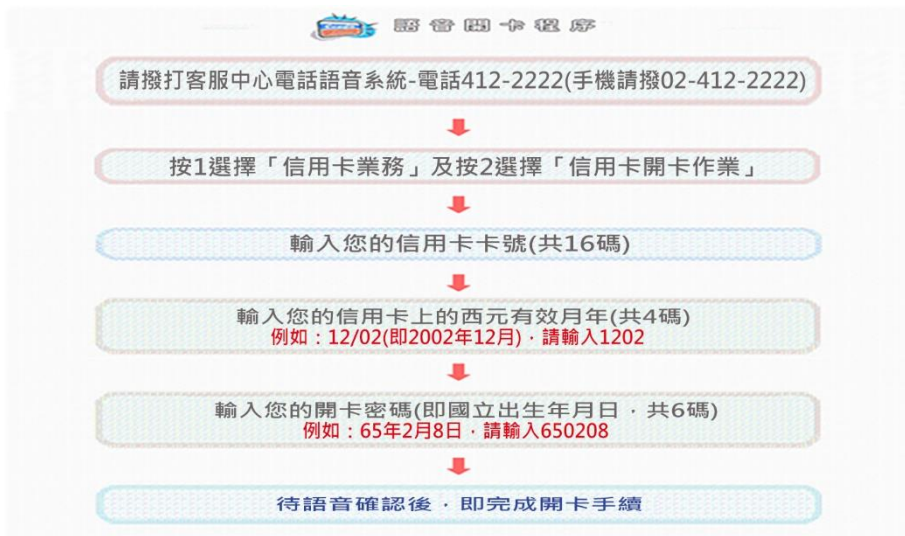 語音開卡程序
請撥打客服中心電話語音系統-電話412-2222(手機請撥02-412-2222)
按1選擇「信用卡業務」及按2選擇「信用卡開卡作業」
輸入您的信用卡卡號(共16碼)
輸入您的信用卡上的西元有效月年(共4碼)
例如：12/02(即2002年12月)，請輸入1202
輸入您的開卡密碼(即國立出生年月日，共6碼)
例如：65年2月8日，請輸入650208
待語音確認後，即完成開卡手續